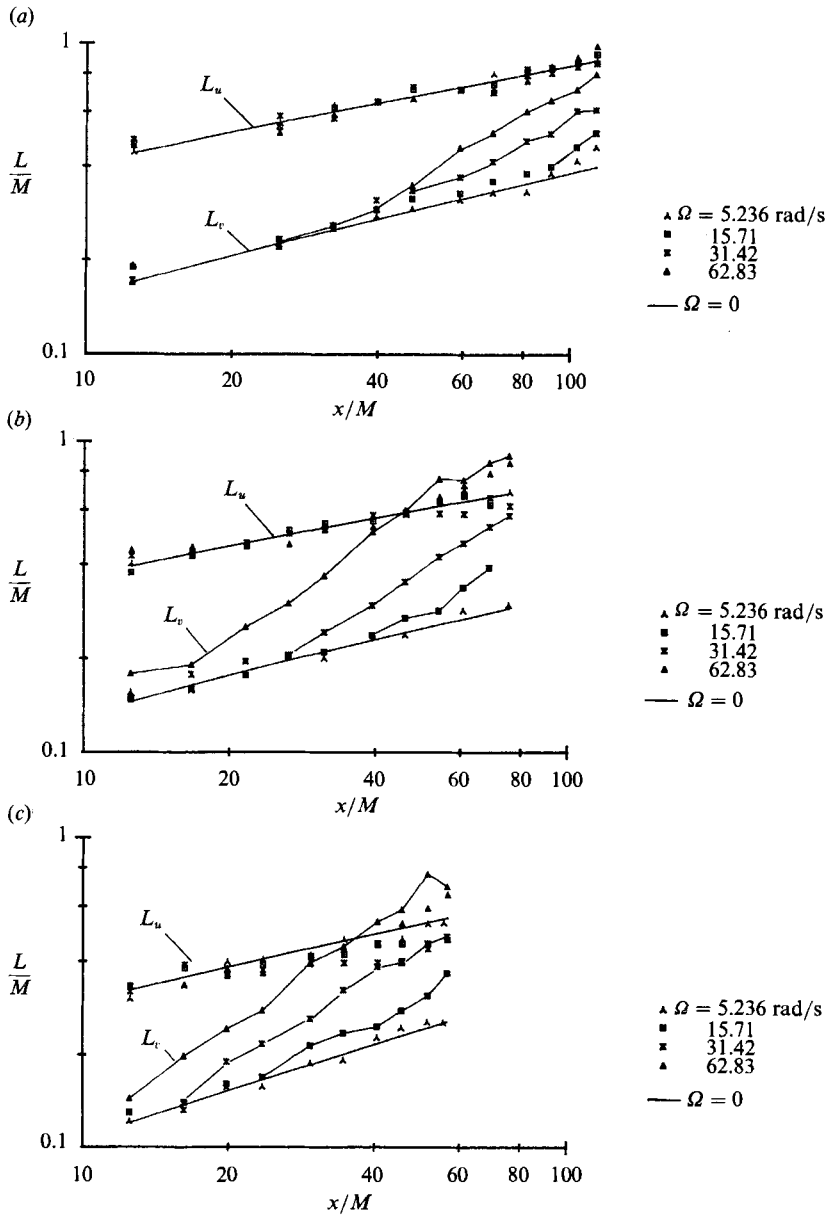 (a)
1
L_u
L/M
L_v
Ω = 5.236 rad/s
15.71
31.42
62.83
Ω = 0
0.1
10 20 40 60 80 100
x/M
(b)
1
L_u
L/M
L_v
Ω = 5.236 rad/s
15.71
31.42
62.83
Ω = 0
0.1
10 20 40 60 80 100
x/M
(c)
1
L_u
L/M
L_v
Ω = 5.236 rad/s
15.71
31.42
62.83
Ω = 0
0.1
10 20 40 60 80 100
x/M